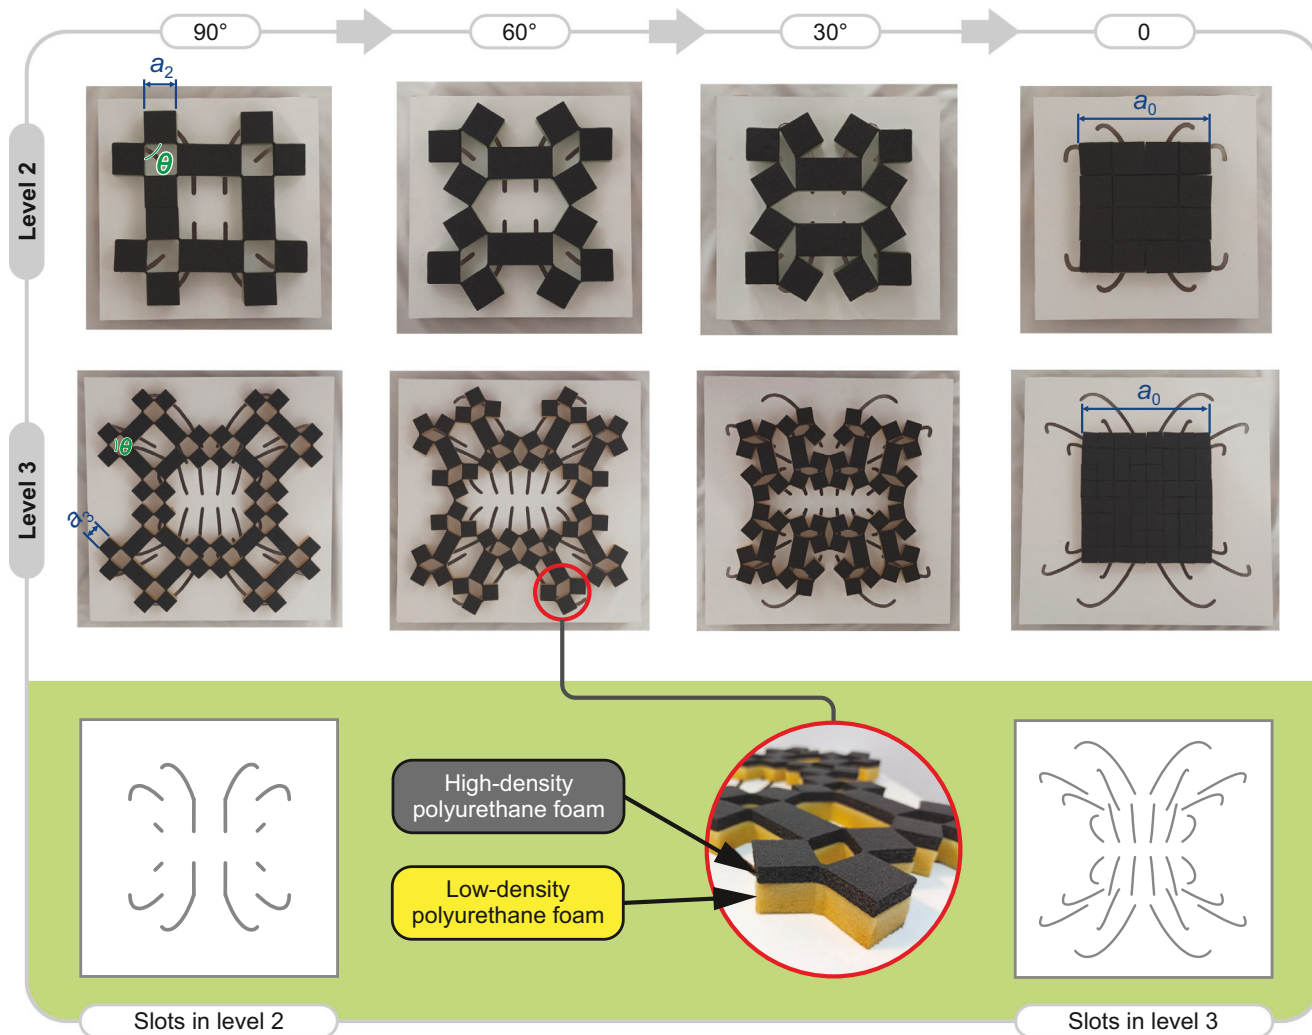 90°
60°
30°
0
Level 2
a2
θ
a0
Level 3
θ
a3
a0
High-density
polyurethane foam
Low-density
polyurethane foam
Slots in level 2
Slots in level 3